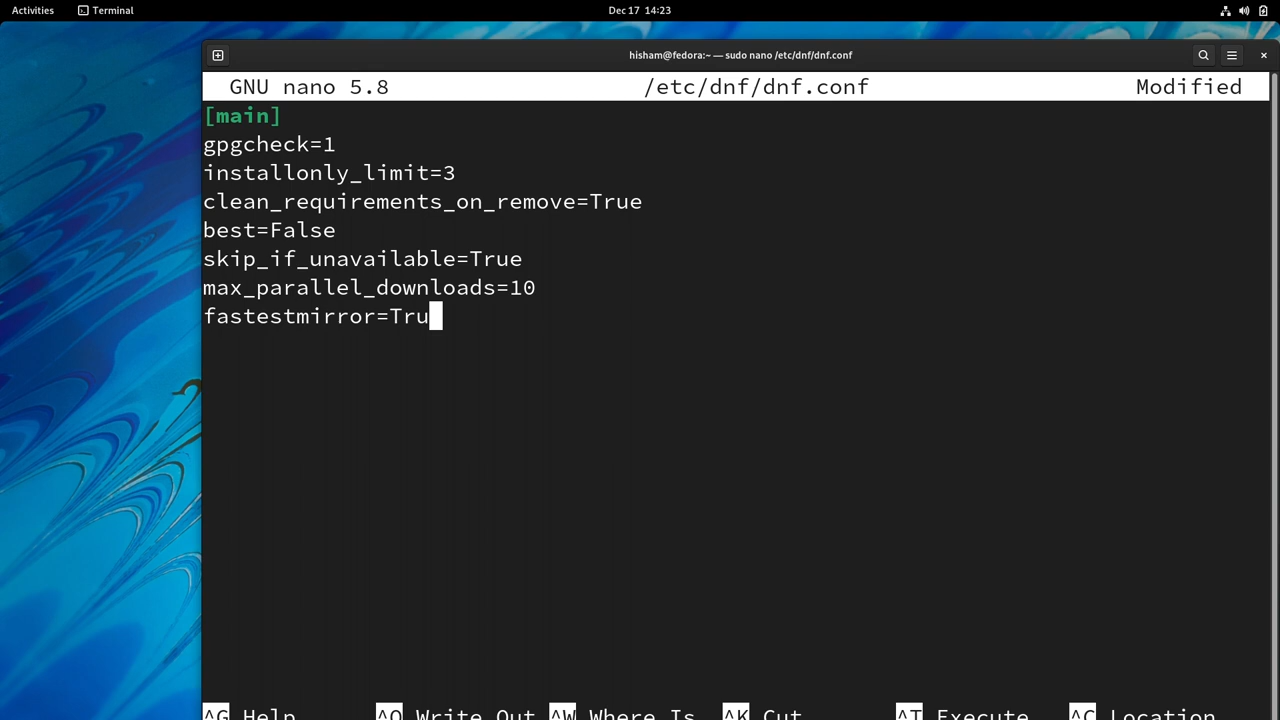 Activities Terminal Dec 17 14:23
hisham@fedora:~ — sudo nano /etc/dnf/dnf.conf
GNU nano 5.8 /etc/dnf/dnf.conf Modified
[main]
gpgcheck=1
installonly_limit=3
clean_requirements_on_remove=True
best=False
skip_if_unavailable=True
max_parallel_downloads=10
fastestmirror=Tru
^G Help ^O Write Out ^W Where Is ^K Cut ^T Execute ^C Location